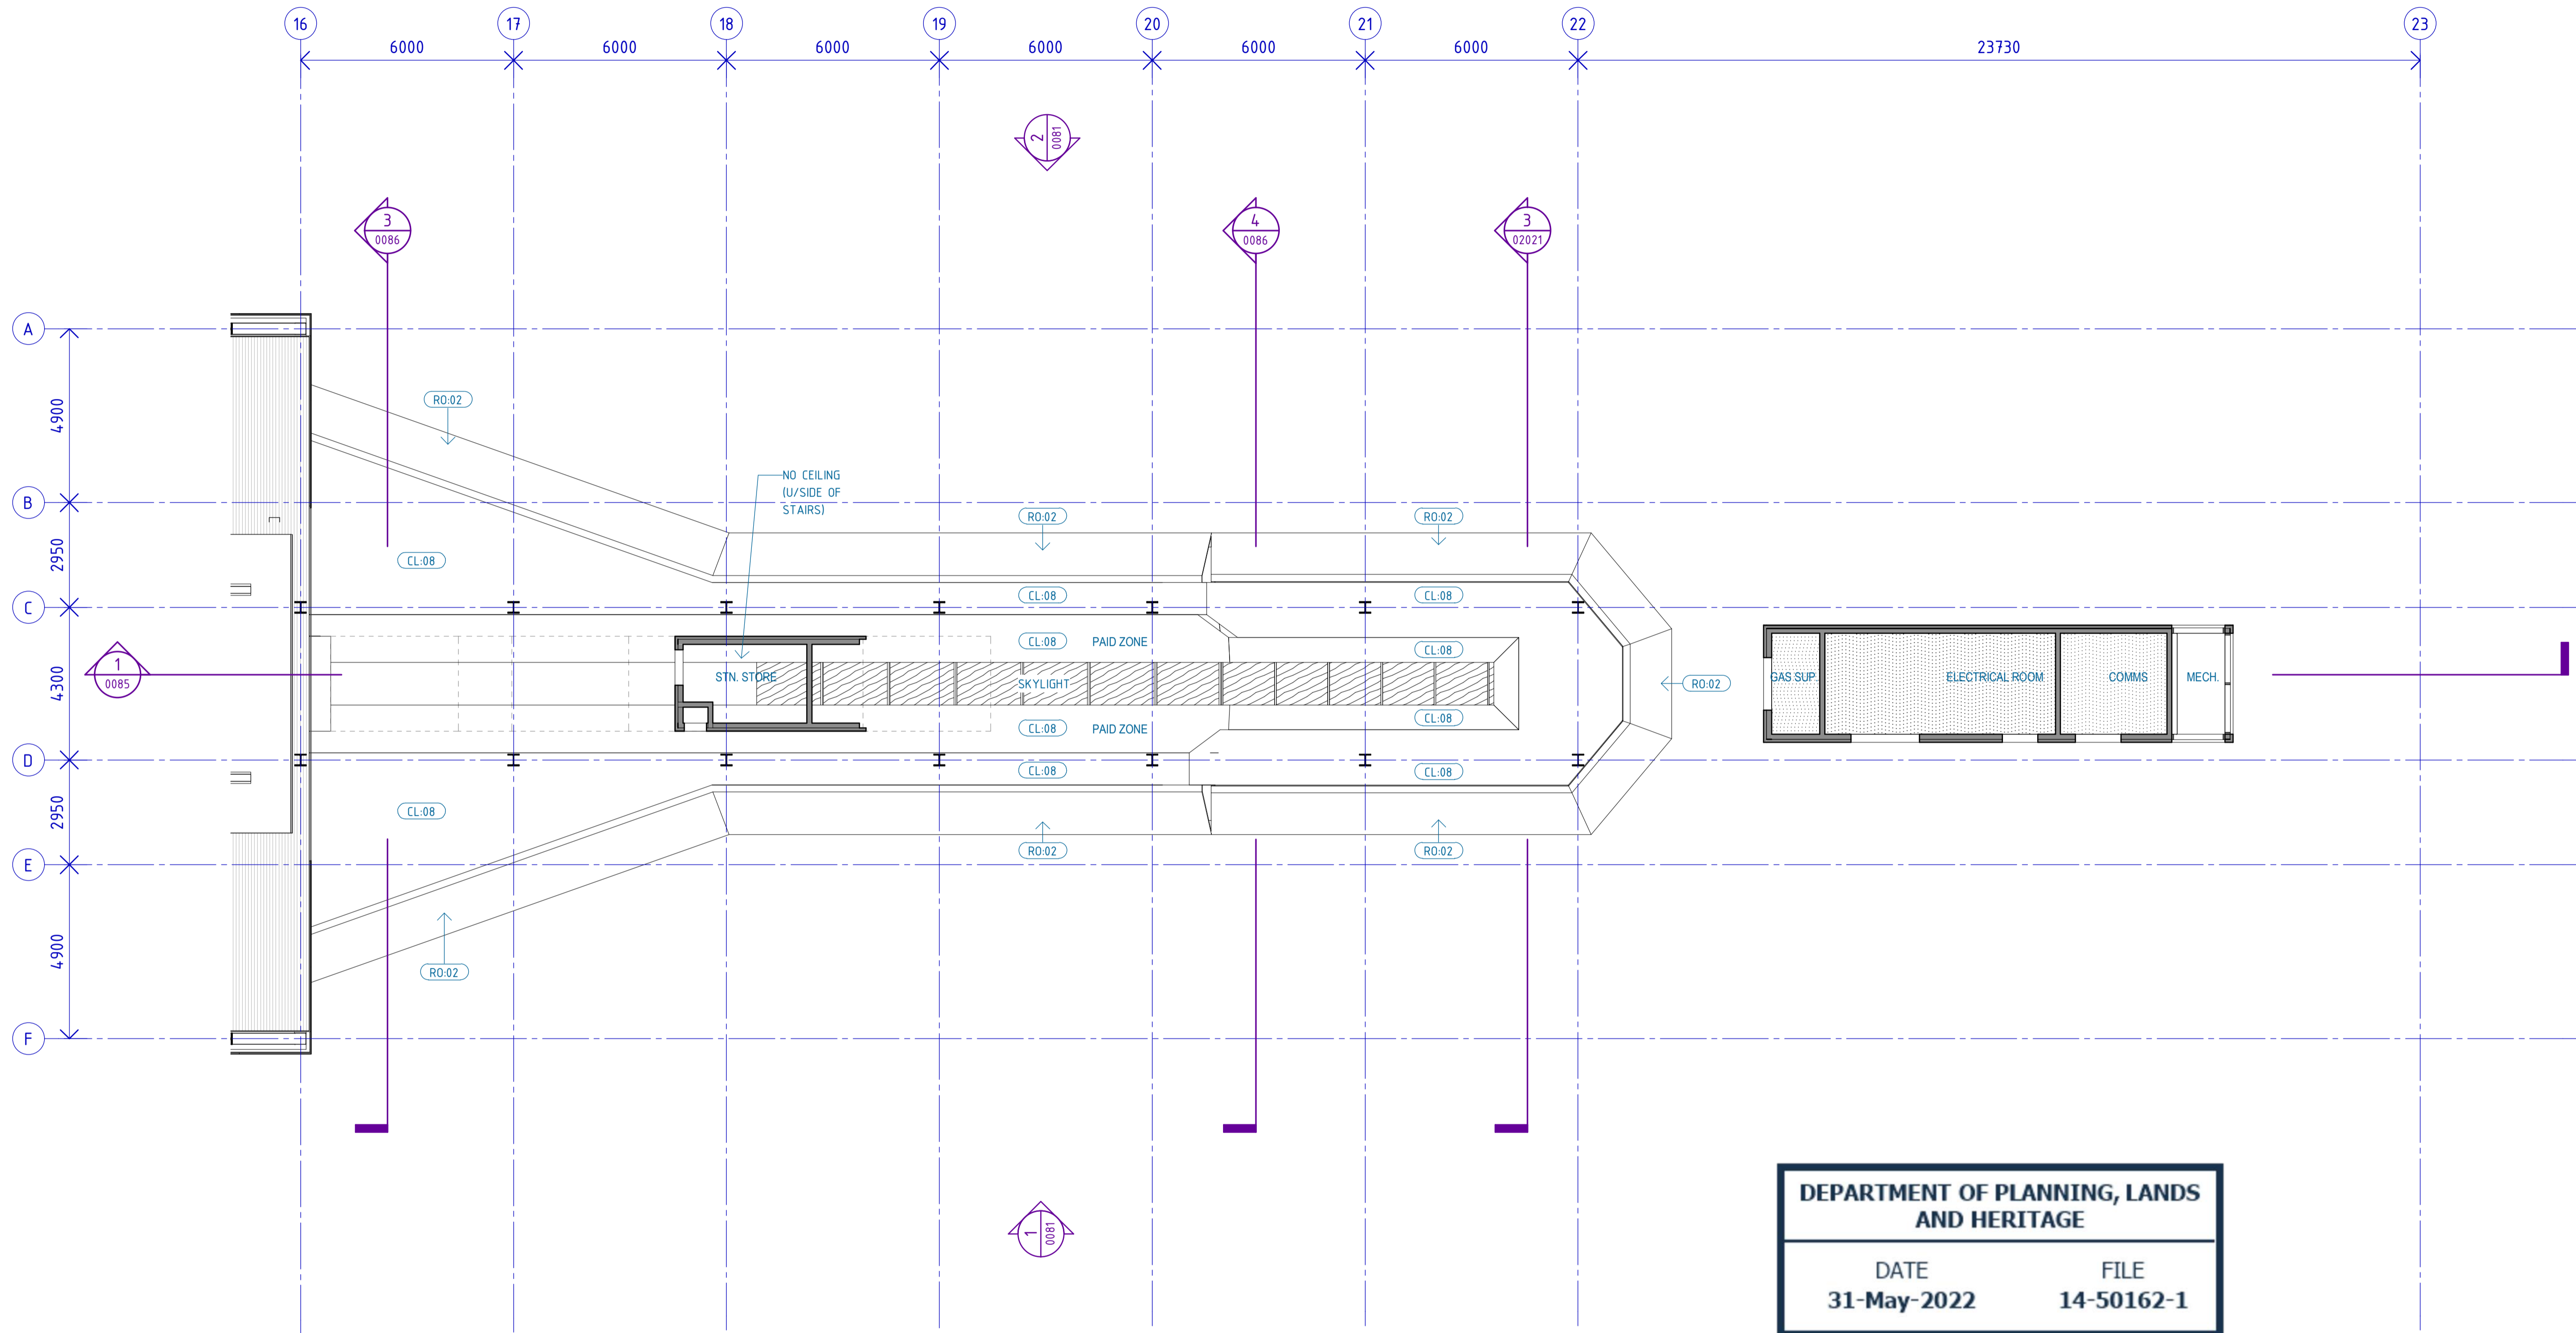 16 17 18 19 20 21 22 23
6000 6000 6000 6000 6000 6000 23730
2
0081
3
0086
4
0086
3
02021
A
4900
RO:02
NO CEILING
(U/SIDE OF
STAIRS)
B
RO:02 RO:02
2950
CL:08
CL:08 CL:08
C
CL:08 PAID ZONE
CL:08
1
0085
4300
STN. STORE
SKYLIGHT
RO:02
GAS SUP.
ELECTRICAL ROOM
COMMS
MECH.
CL:08
CL:08 PAID ZONE
D
CL:08 CL:08
2950
CL:08
RO:02 RO:02
E
4900
RO:02
F
1
0081
DEPARTMENT OF PLANNING, LANDS
AND HERITAGE
DATE FILE
31-May-2022 14-50162-1